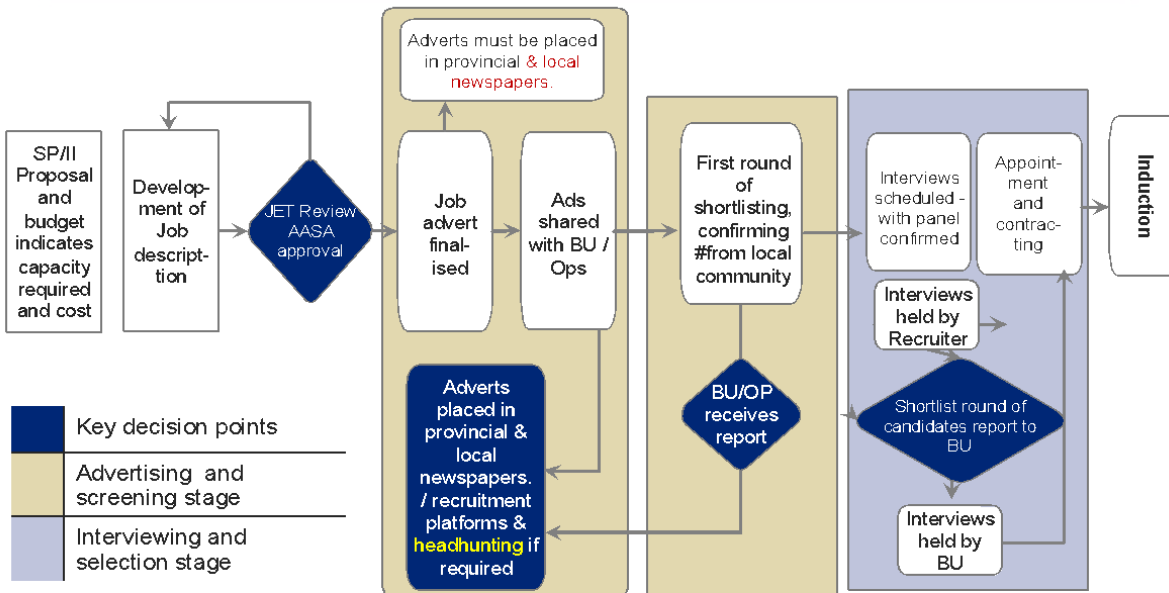 SP/II
Proposal
and
budget
indicates
capacity
required
and cost
Develop-
ment of
Job
descript-
tion
JET Review
AASA
approval
Adverts must be placed
in provincial & local
newspapers.
Job
advert
final-
ised
Ads
shared
with BU /
Ops
Adverts
placed in
provincial &
local
newspapers.
/ recruitment
platforms &
headhunting if
required
First round
of
shortlisting,
confirming
#from local
community
BU/OP
receives
report
Interviews
scheduled -
with panel
confirmed
Appoint-
ment
and
contrac-
ting
Interviews
held by
Recruiter
Shortlist round of
candidates report to
BU
Interviews
held by
BU
Induction
Key decision points
Advertising and
screening stage
Interviewing and
selection stage